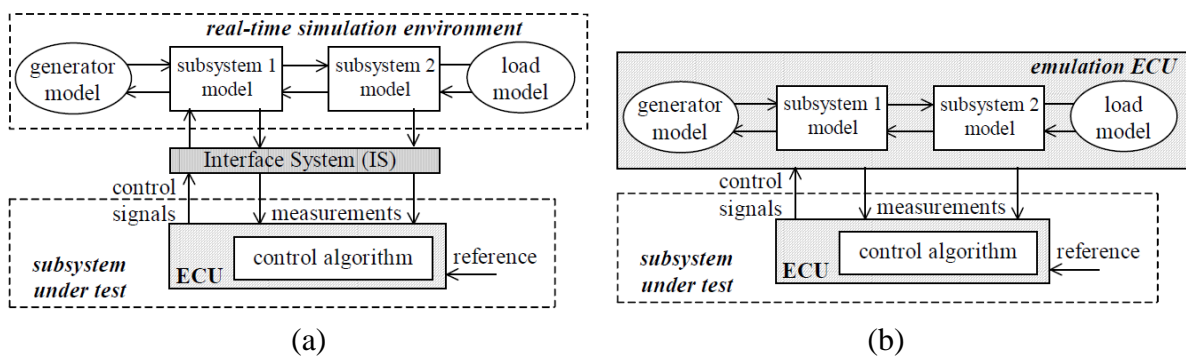 real-time simulation environment
generator
model
subsystem 1
model
subsystem 2
model
load
model
Interface System (IS)
control
signals
measurements
control algorithm
ECU
reference
subsystem
under test
(a)
emulation ECU
generator
model
subsystem 1
model
subsystem 2
model
load
model
control
signals
measurements
control algorithm
ECU
reference
subsystem
under test
(b)